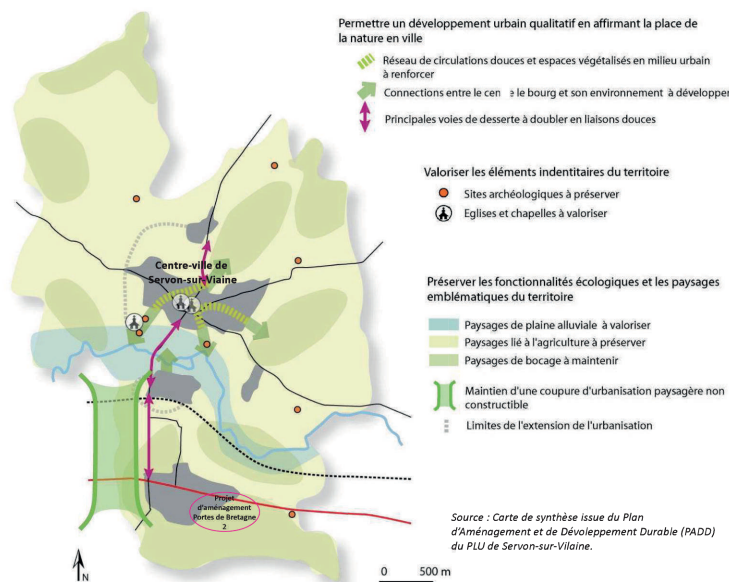 Permettre un développement urbain qualitatif en affirmant la place de
la nature en ville
Réseau de circulations douces et espaces végétalisés en milieu urbain
à renforcer
Connections entre le cen e le bourg et son environnement à développer
Principales voies de desserte à doubler en liaisons douces
Valoriser les éléments indentitaires du territoire
Sites archéologiques à préserver
Eglises et chapelles à valoriser
Préserver les fonctionnalités écologiques et les paysages
emblématiques du territoire
Paysages de plaine alluviale à valoriser
Paysages lié à l'agriculture à préserver
Paysages de bocage à maintenir
Maintien d'une coupure d'urbanisation paysagère non
constructible
Limites de l'extension de l'urbanisation
Centre-ville de
Servon-sur-Vilaine
Projet
d'aménagement
Portes de Bretagne
2
Source : Carte de synthèse issue du Plan
d'Aménagement et de Dévoleppement Durable (PADD)
du PLU de Servon-sur-Vilaine.
N
0 500 m